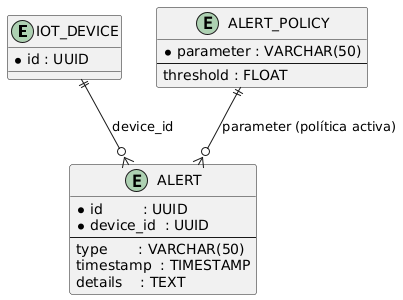 E IOT_DEVICE
* id : UUID
E ALERT_POLICY
* parameter : VARCHAR(50)
threshold : FLOAT
device_id
parameter (política activa)
E ALERT
* id : UUID
* device_id : UUID
type : VARCHAR(50)
timestamp : TIMESTAMP
details : TEXT